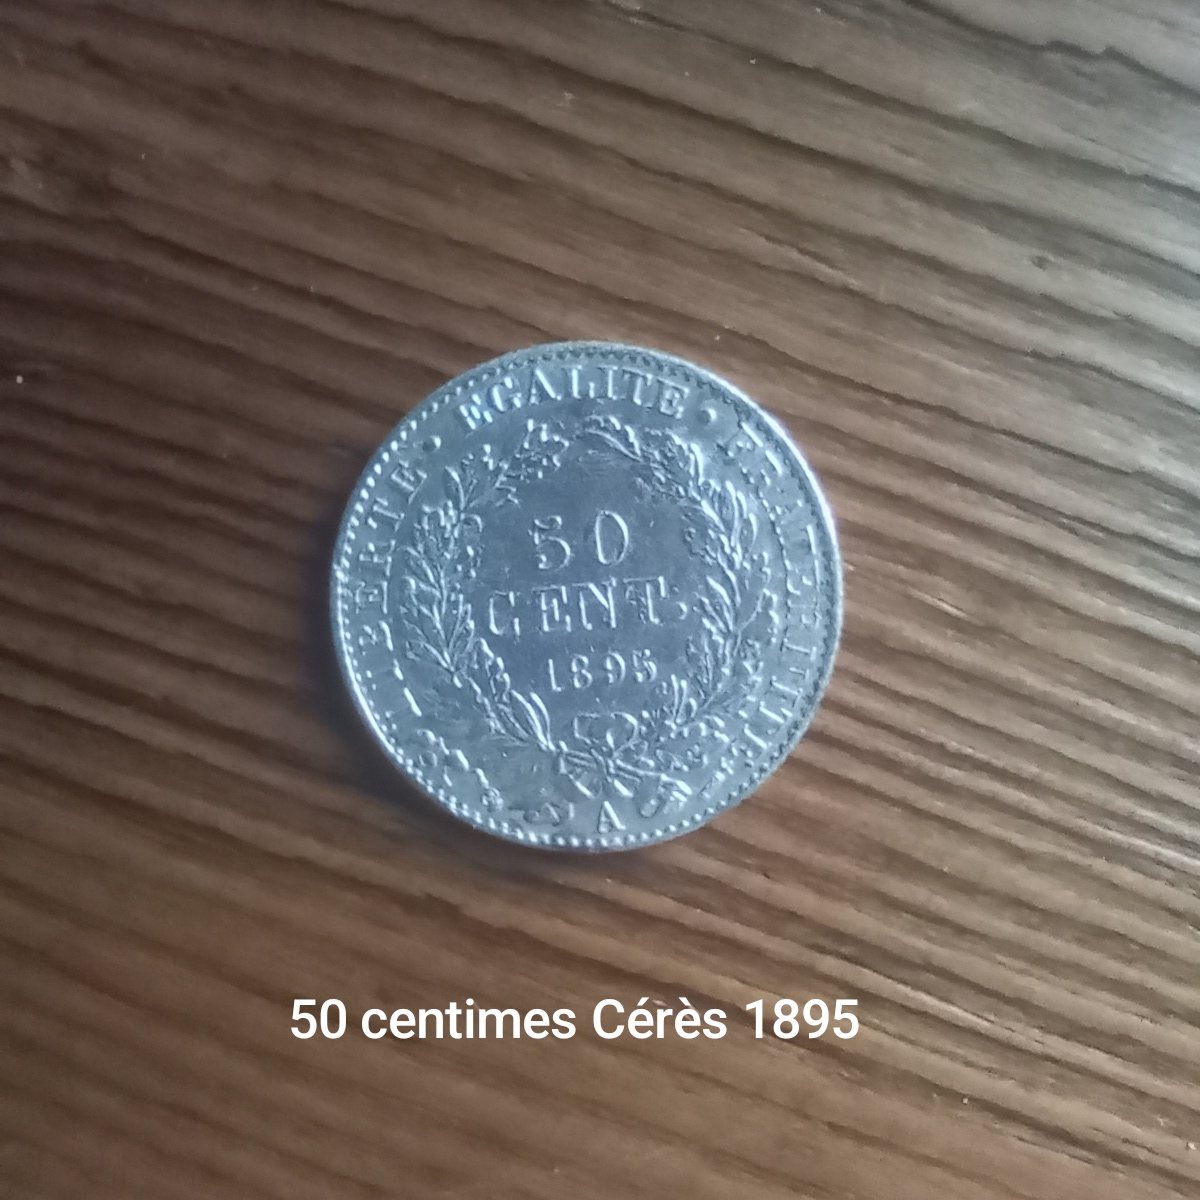 LIBERTE • EGALITE • FRATERNITE
50
CENT.
1895
A
50 centimes Cérès 1895